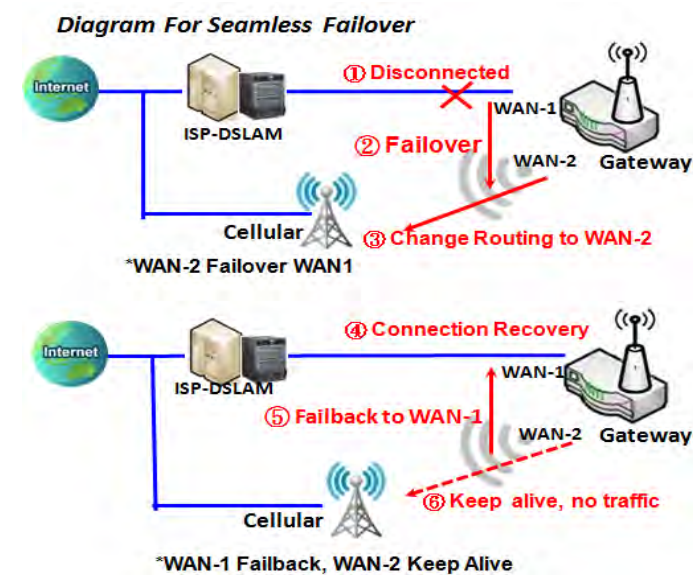 Diagram For Seamless Failover
① Disconnected
Internet
ISP-DSLAM
WAN-1
② Failover
WAN-2
Gateway
Cellular
③ Change Routing to WAN-2
*WAN-2 Failover WAN1
④ Connection Recovery
Internet
ISP-DSLAM
WAN-1
⑤ Failback to WAN-1
WAN-2
Gateway
⑥ Keep alive, no traffic
Cellular
*WAN-1 Failback, WAN-2 Keep Alive